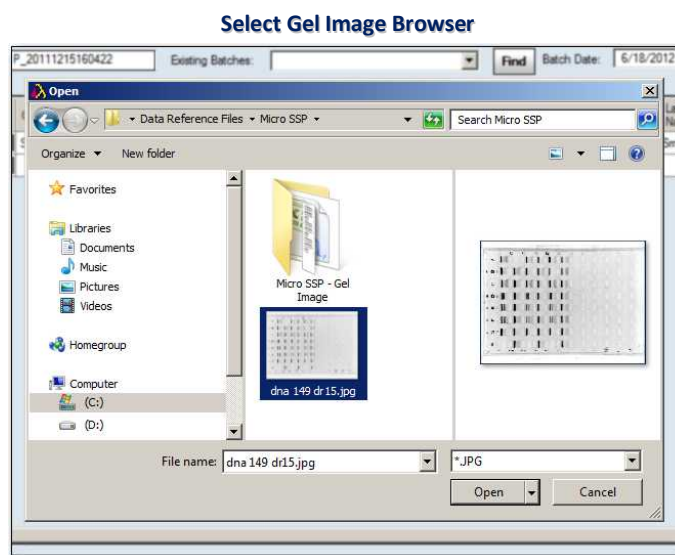 Select Gel Image Browser
P_20111215160422 Existing Batches: Find Batch Date: 6/18/2012
Open
Data Reference Files Micro SSP Search Micro SSP
Organize New folder
Favorites
Libraries
Documents
Music
Pictures
Videos
Homegroup
Computer
(C:)
(D:)
Micro SSP - Gel
Image
dna 149 dr15.jpg
File name: dna 149 dr15.jpg *.JPG
Open Cancel